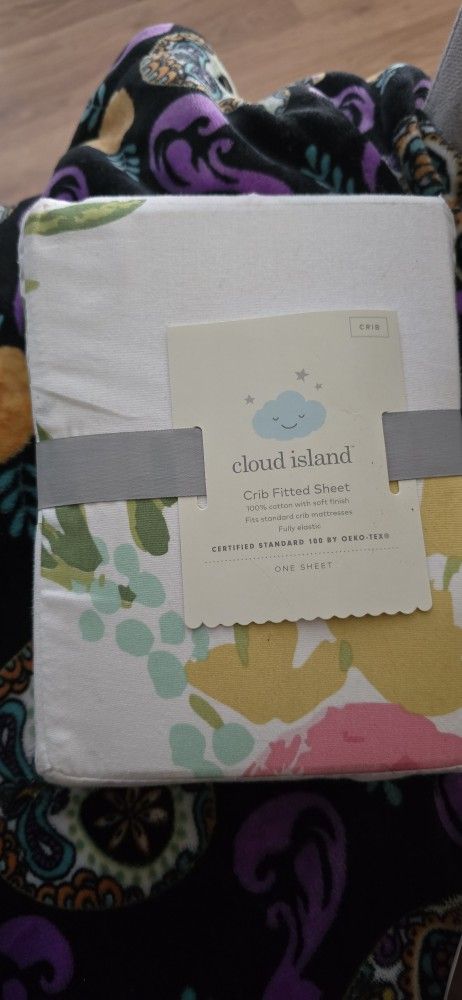 CRIB
cloud island™
Crib Fitted Sheet
100% cotton with soft finish
Fits standard crib mattresses
Fully elastic
CERTIFIED STANDARD 100 BY OEKO-TEX®
ONE SHEET